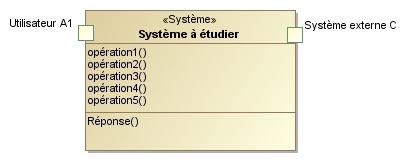 Utilisateur A1
«Système»
Système externe C
Système à étudier
opération1()
opération2()
opération3()
opération4()
opération5()
Réponse()